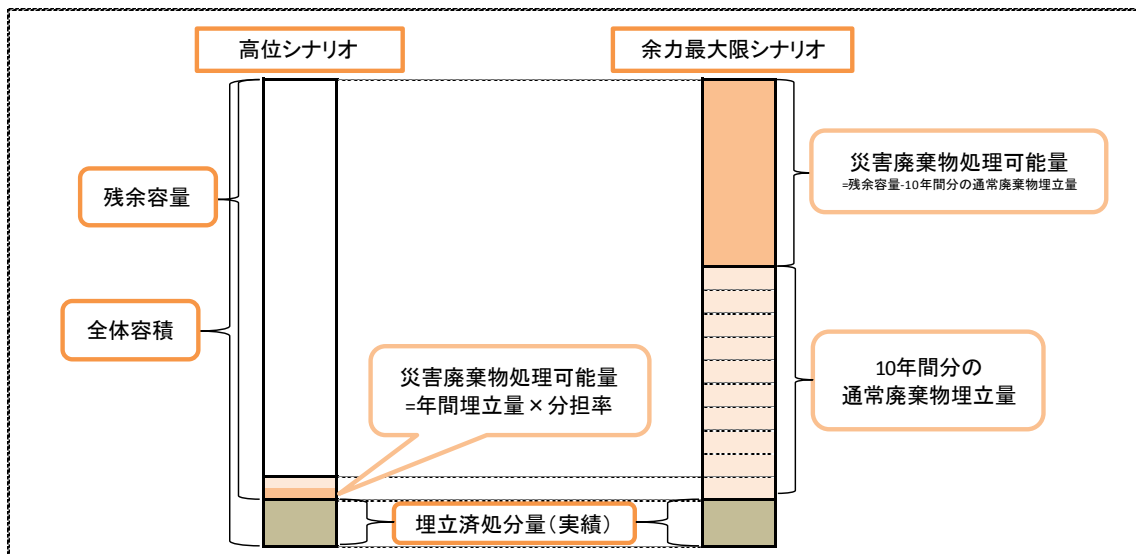 高位シナリオ
余力最大限シナリオ
残余容量
全体容積
災害廃棄物処理可能量
=年間埋立量×分担率
災害廃棄物処理可能量
=残余容量-10年間分の通常廃棄物埋立量
10年間分の
通常廃棄物埋立量
埋立済処分量(実績)